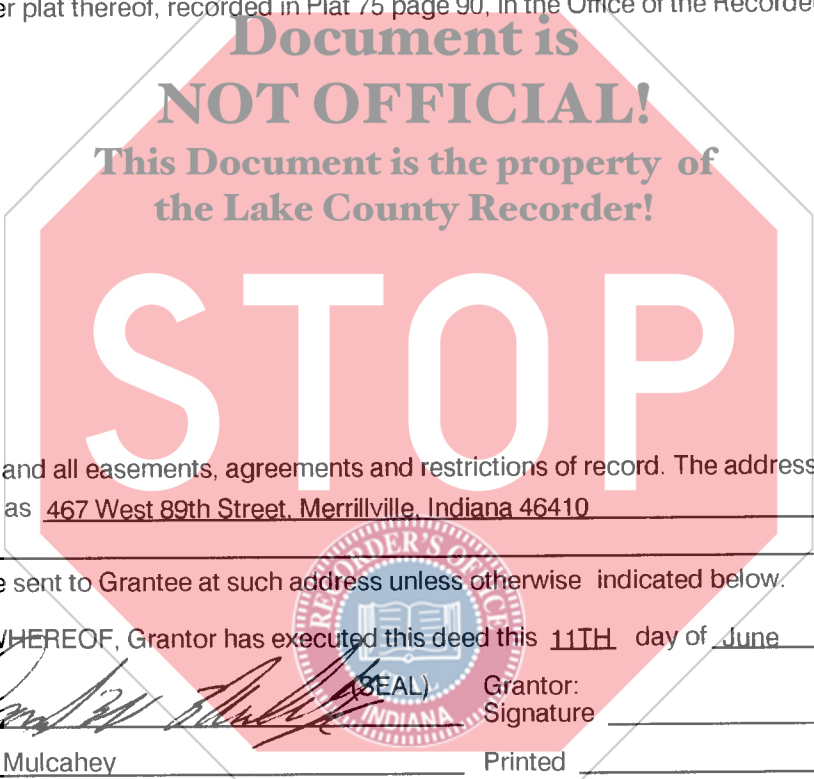 er plat thereof, recorded in Plat 75 page 90, in the Office of the Recorder
Document is
NOT OFFICIAL!
This Document is the property of
the Lake County Recorder!
STOP
and all easements, agreements and restrictions of record. The address
as 467 West 89th Street, Merrillville, Indiana 46410
e sent to Grantee at such address unless otherwise indicated below.
WHEREOF, Grantor has executed this deed this 11TH day of June
RECORDER'S OFFICE
(SEAL) Grantor:
Signature
INDIANA
Mulcahey Printed